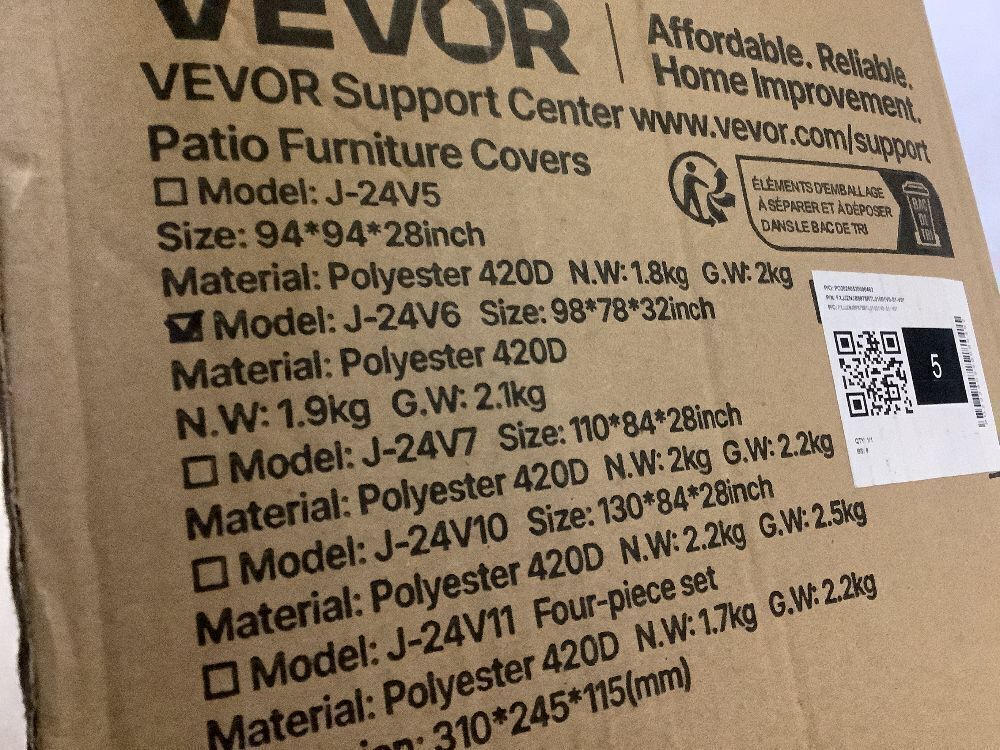 VEVOR
Affordable. Reliable.
Home Improvement.
VEVOR Support Center www.vevor.com/support
Patio Furniture Covers
ÉLÉMENTS D'EMBALLAGE
À SÉPARER ET À DÉPOSER
DANS LE BAC DE TRI
BAC
DE
TRI
☐ Model: J-24V5
Size: 94*94*28inch
Material: Polyester 420D N.W: 1.8kg G.W: 2kg
☑ Model: J-24V6 Size: 98*78*32inch
Material: Polyester 420D
N.W: 1.9kg G.W: 2.1kg
☐ Model: J-24V7 Size: 110*84*28inch
Material: Polyester 420D N.W: 2kg G.W: 2.2kg
☐ Model: J-24V10 Size: 130*84*28inch
Material: Polyester 420D N.W: 2.2kg G.W: 2.5kg
☐ Model: J-24V11 Four-piece set
Material: Polyester 420D N.W: 1.7kg G.W: 2.2kg
310*245*115(mm)
5